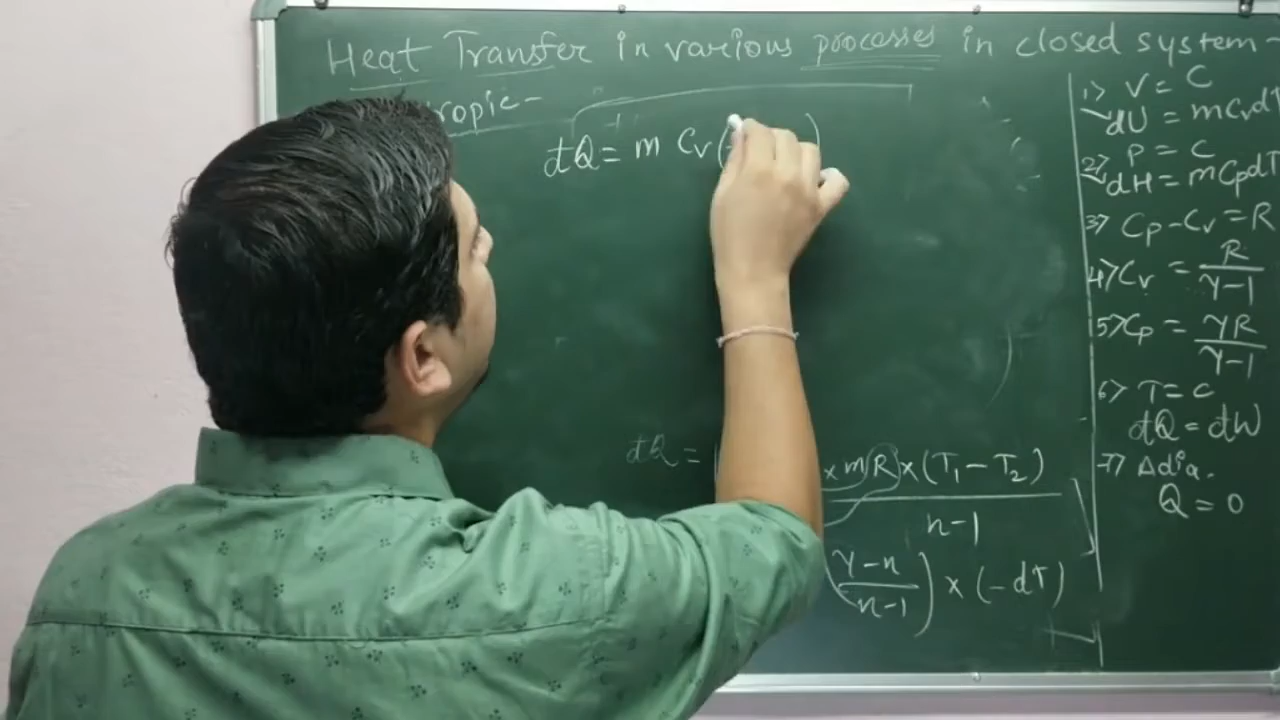 Heat Transfer in various processes in closed system-
ropic-
dQ = m Cv(
dQ =
x mR x (T₁ - T₂)
n-1
(γ-n
n-1) x (-dT)
1> V = C
dU = mCvdT
2> P = C
dH = mCpdT
3> Cp-Cv = R
4> Cv = R
γ-1
5> Cp = γR
γ-1
6> T = C
dQ = dW
7> Adia.
Q = 0